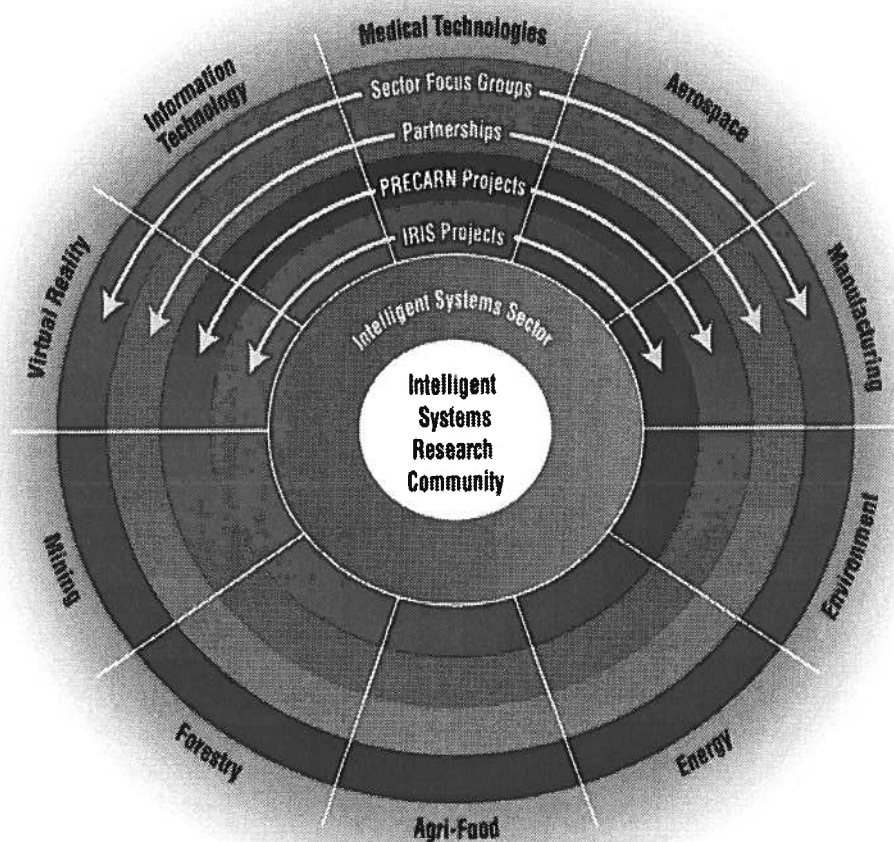 Medical Technologies
Information
Technology
Aerospace
Sector Focus Groups
Partnerships
PRECARN Projects
IRIS Projects
Virtual Reality
Manufacturing
Intelligent Systems Sector
Intelligent
Systems
Research
Community
Mining
Environment
Forestry
Energy
Agri-Food